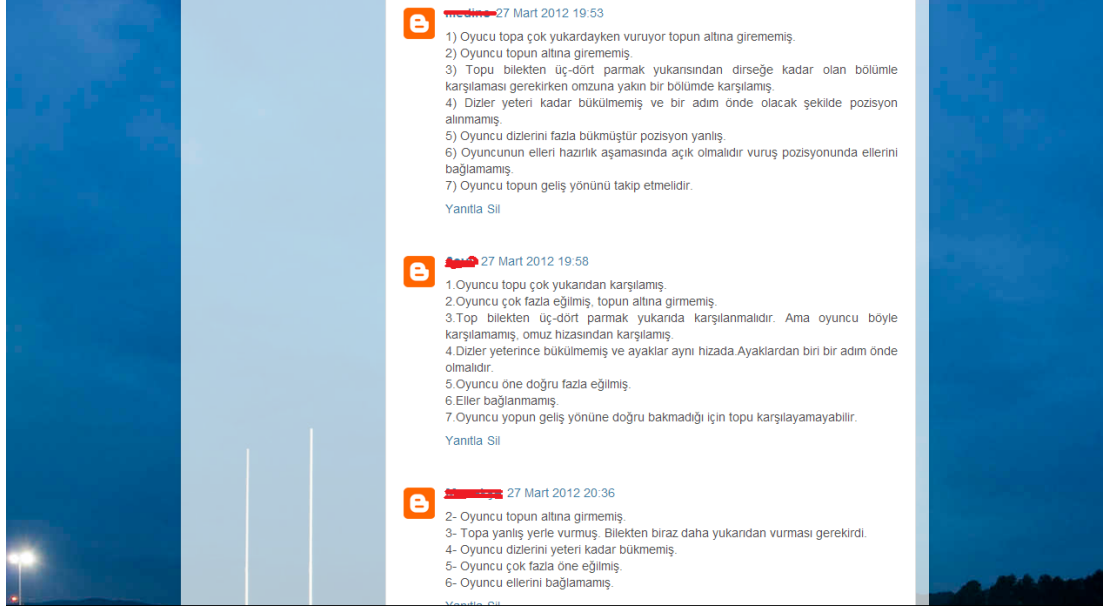 27 Mart 2012 19:53
1) Oyucu topa çok yukardayken vuruyor topun altına girememiş.
2) Oyuncu topun altına girememiş.
3) Topu bilekten üç-dört parmak yukarısından dirseğe kadar olan bölümle
karşılaması gerekirken omzuna yakın bir bölümde karşılamış.
4) Dizler yeteri kadar bükülmemiş ve bir adım önde olacak şekilde pozisyon
alınmamış.
5) Oyuncu dizlerini fazla bükmüştür pozisyon yanlış.
6) Oyuncunun elleri hazırlık aşamasında açık olmalıdır vuruş pozisyonunda ellerini
bağlamamış.
7) Oyuncu topun geliş yönünü takip etmelidir.
Yanıtla Sil
27 Mart 2012 19:58
1.Oyuncu topu çok yukarıdan karşılamış.
2.Oyuncu çok fazla eğilmiş, topun altına girmemiş.
3.Top bilekten üç-dört parmak yukarıda karşılanmalıdır. Ama oyuncu böyle
karşılamamış, omuz hizasından karşılamış.
4.Dizler yeterince bükülmemiş ve ayaklar aynı hizada.Ayaklardan biri bir adım önde
olmalıdır.
5.Oyuncu öne doğru fazla eğilmiş.
6.Eller bağlanmamış.
7.Oyuncu yopun geliş yönüne doğru bakmadığı için topu karşılayamayabilir.
Yanıtla Sil
27 Mart 2012 20:36
2- Oyuncu topun altına girmemiş.
3- Topa yanlış yerle vurmuş. Bilekten biraz daha yukarıdan vurması gerekirdi.
4- Oyuncu dizlerini yeteri kadar bükmemiş.
5- Oyuncu çok fazla öne eğilmiş.
6- Oyuncu ellerini bağlamamış.
Yanıtla Sil